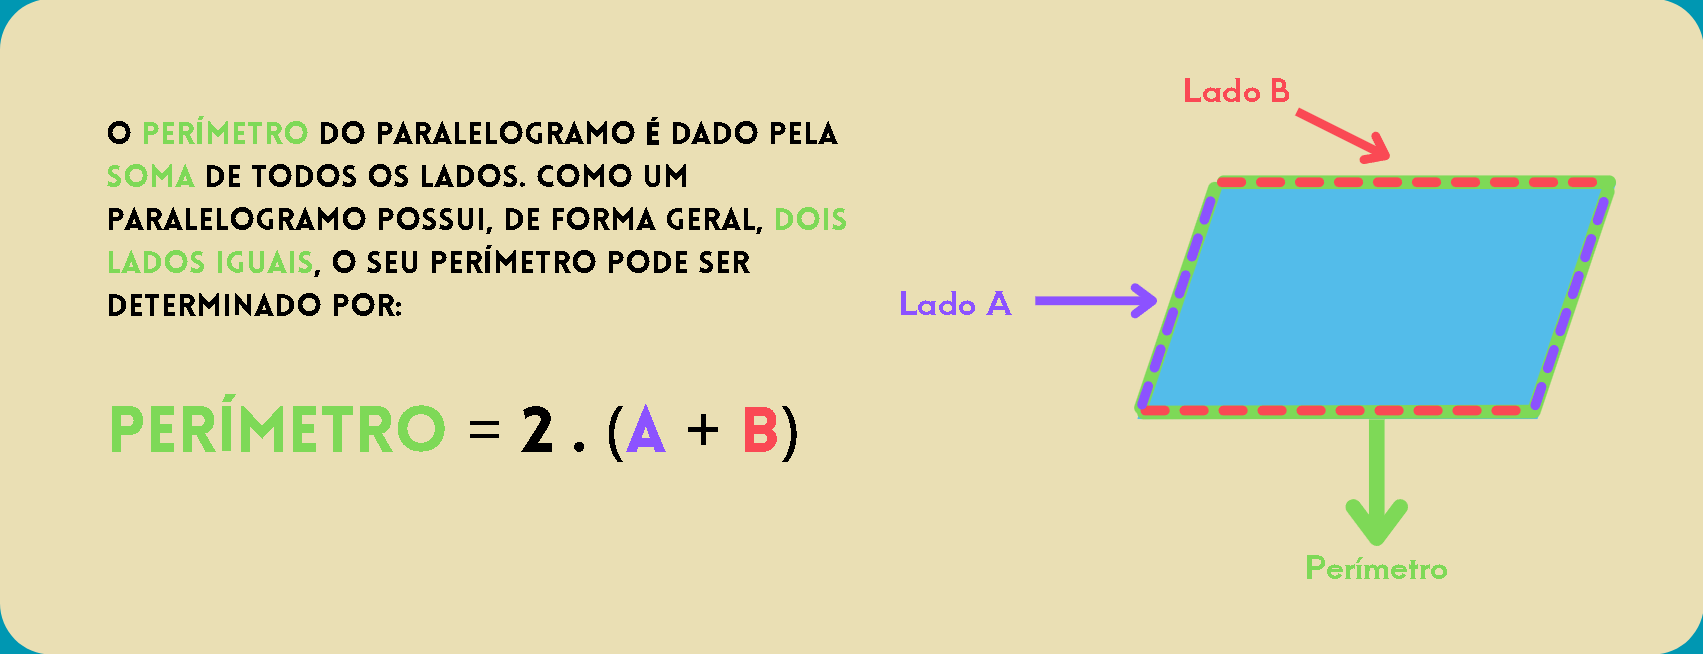 O PERÍMETRO DO PARALELOGRAMO É DADO PELA
SOMA DE TODOS OS LADOS. COMO UM
PARALELOGRAMO POSSUI, DE FORMA GERAL, DOIS
LADOS IGUAIS, O SEU PERÍMETRO PODE SER
DETERMINADO POR:
PERÍMETRO = 2 . (A + B)
Lado B
Lado A
Perímetro